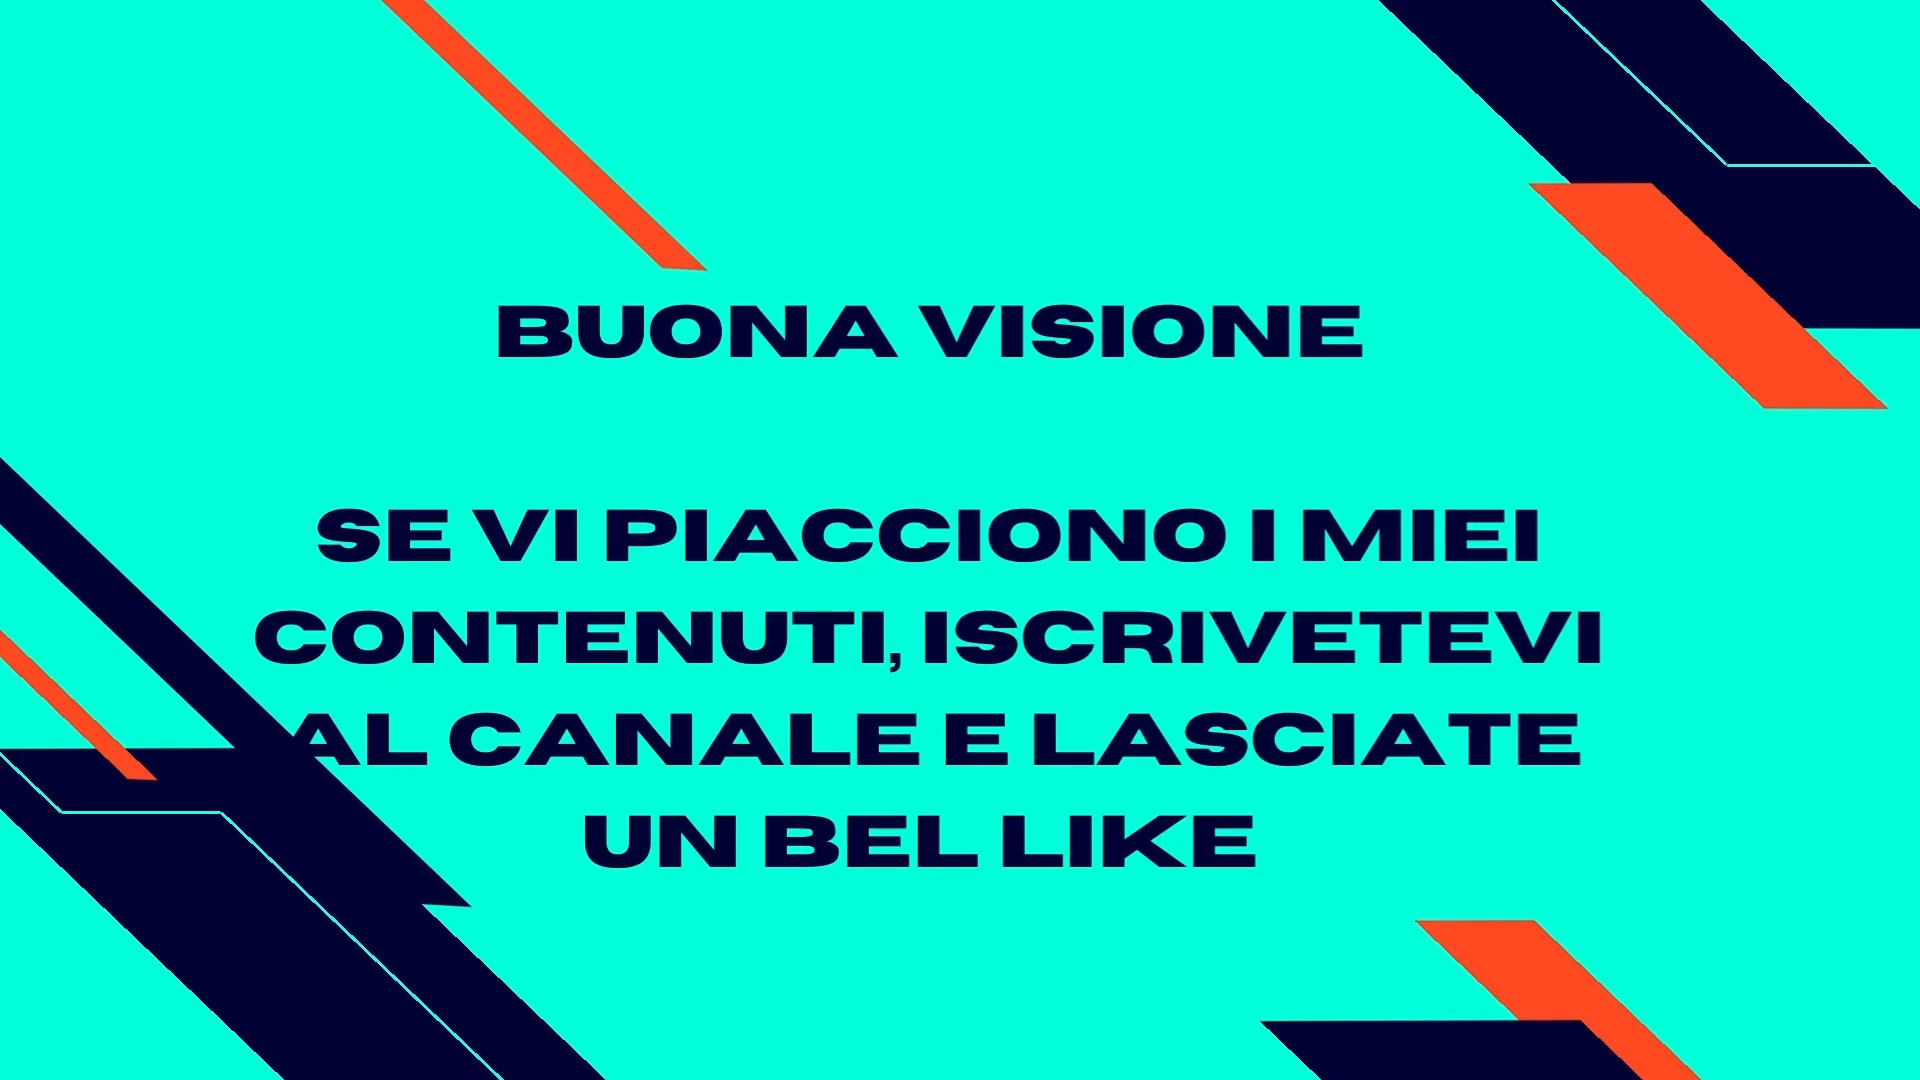 BUONA VISIONE
SE VI PIACCIONO I MIEI
CONTENUTI, ISCRIVETEVI
AL CANALE E LASCIATE
UN BEL LIKE